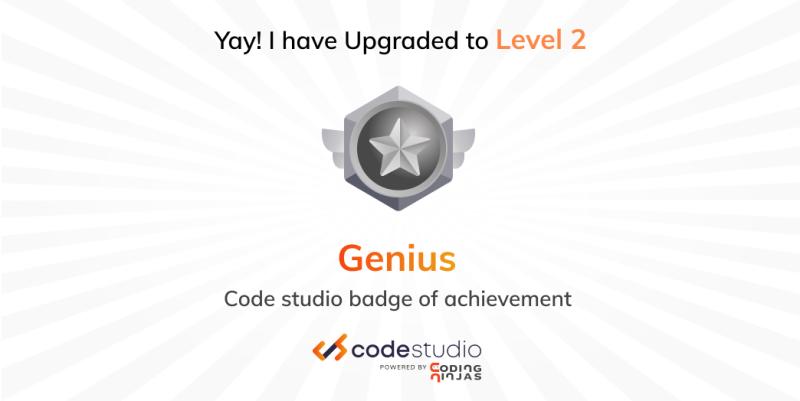 Yay! I have Upgraded to Level 2
Genius
Code studio badge of achievement
codestudio
POWERED BY CODING NINJAS